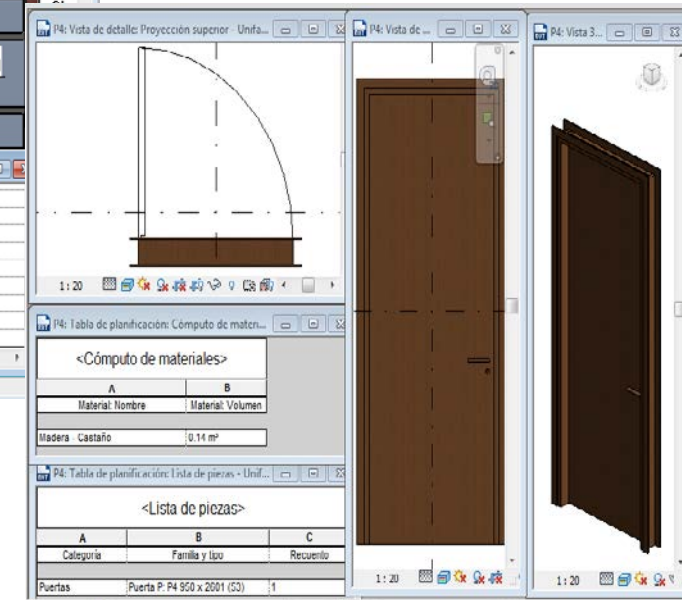 P4: Vista de detalle: Proyección superior - Unifa...
1 : 20
P4: Vista de ...
1 : 20
P4: Vista 3...
1 : 20
P4: Tabla de planificación: Cómputo de materi...
<Cómputo de materiales>
A B
Material: Nombre Material: Volumen
Madera - Castaño 0.14 m³
P4: Tabla de planificación: Lista de piezas - Unif...
<Lista de piezas>
A B C
Categoría Familia y tipo Recuento
Puertas Puerta P: P4 950 x 2601 (S3) 1